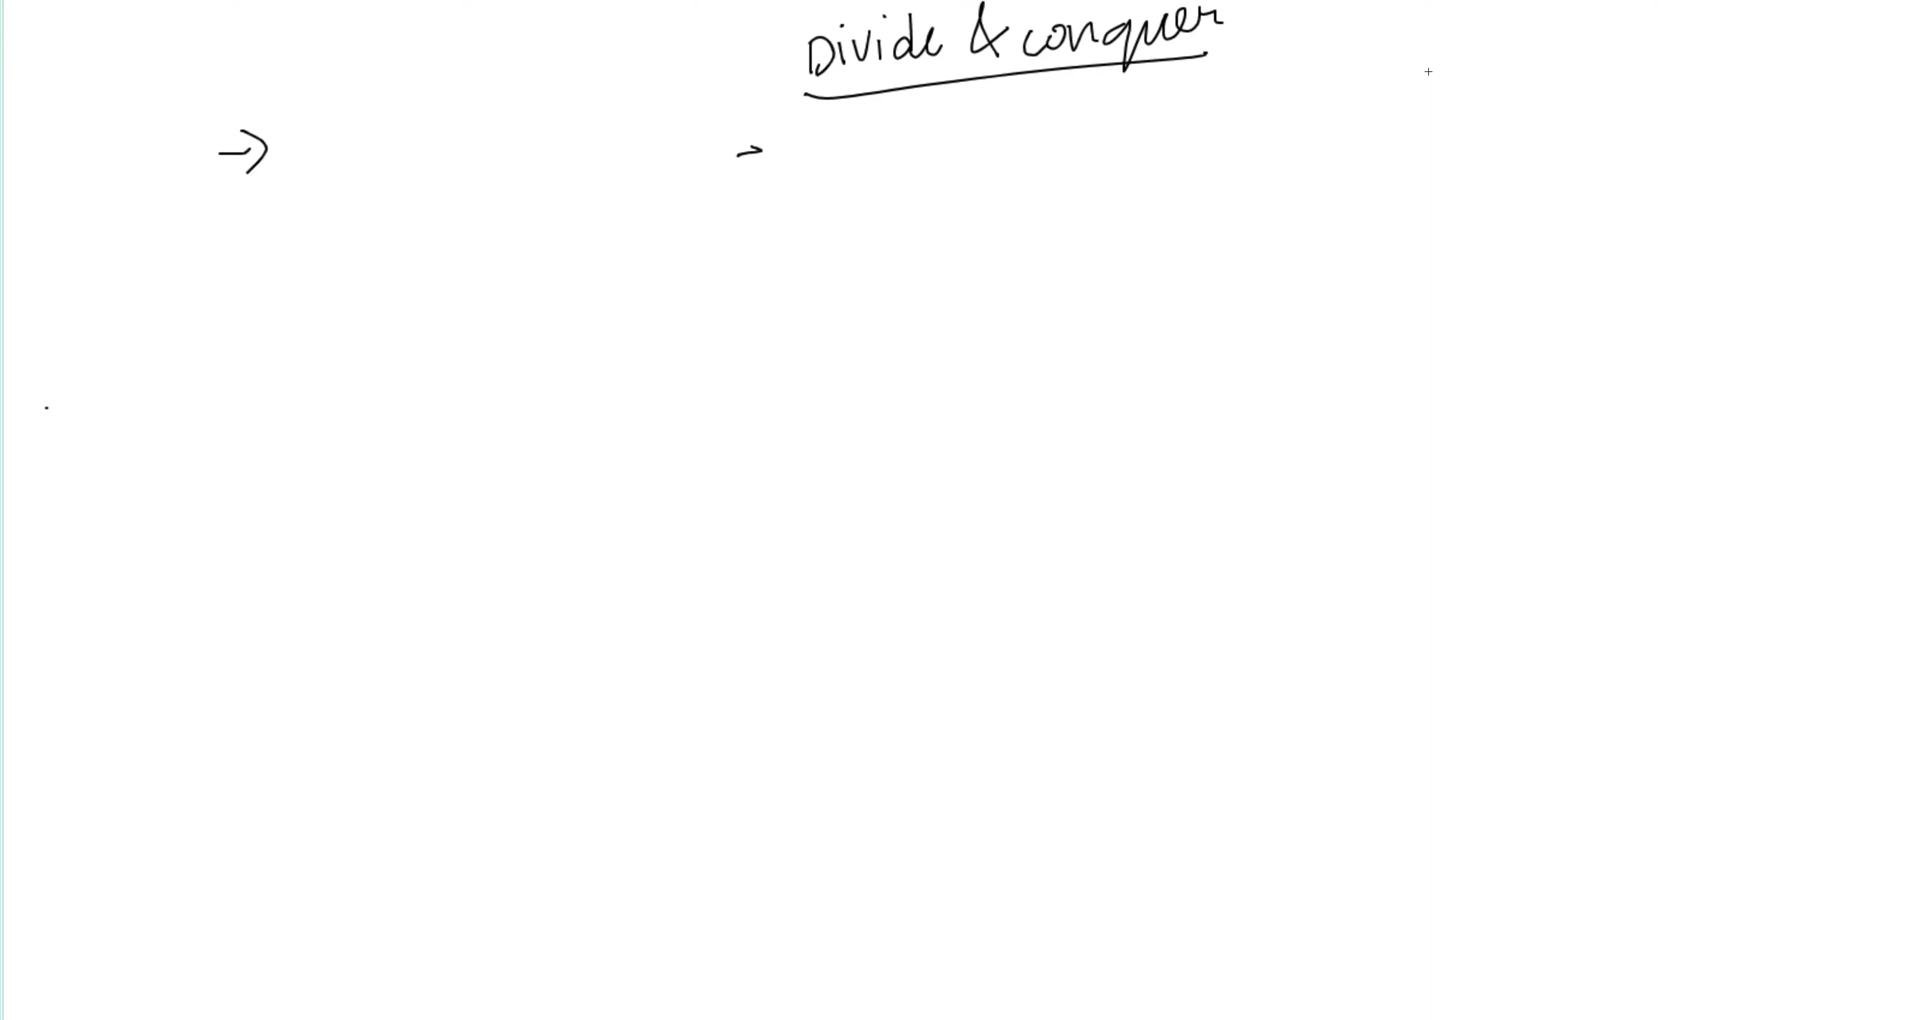 Divide & conquer
→ →